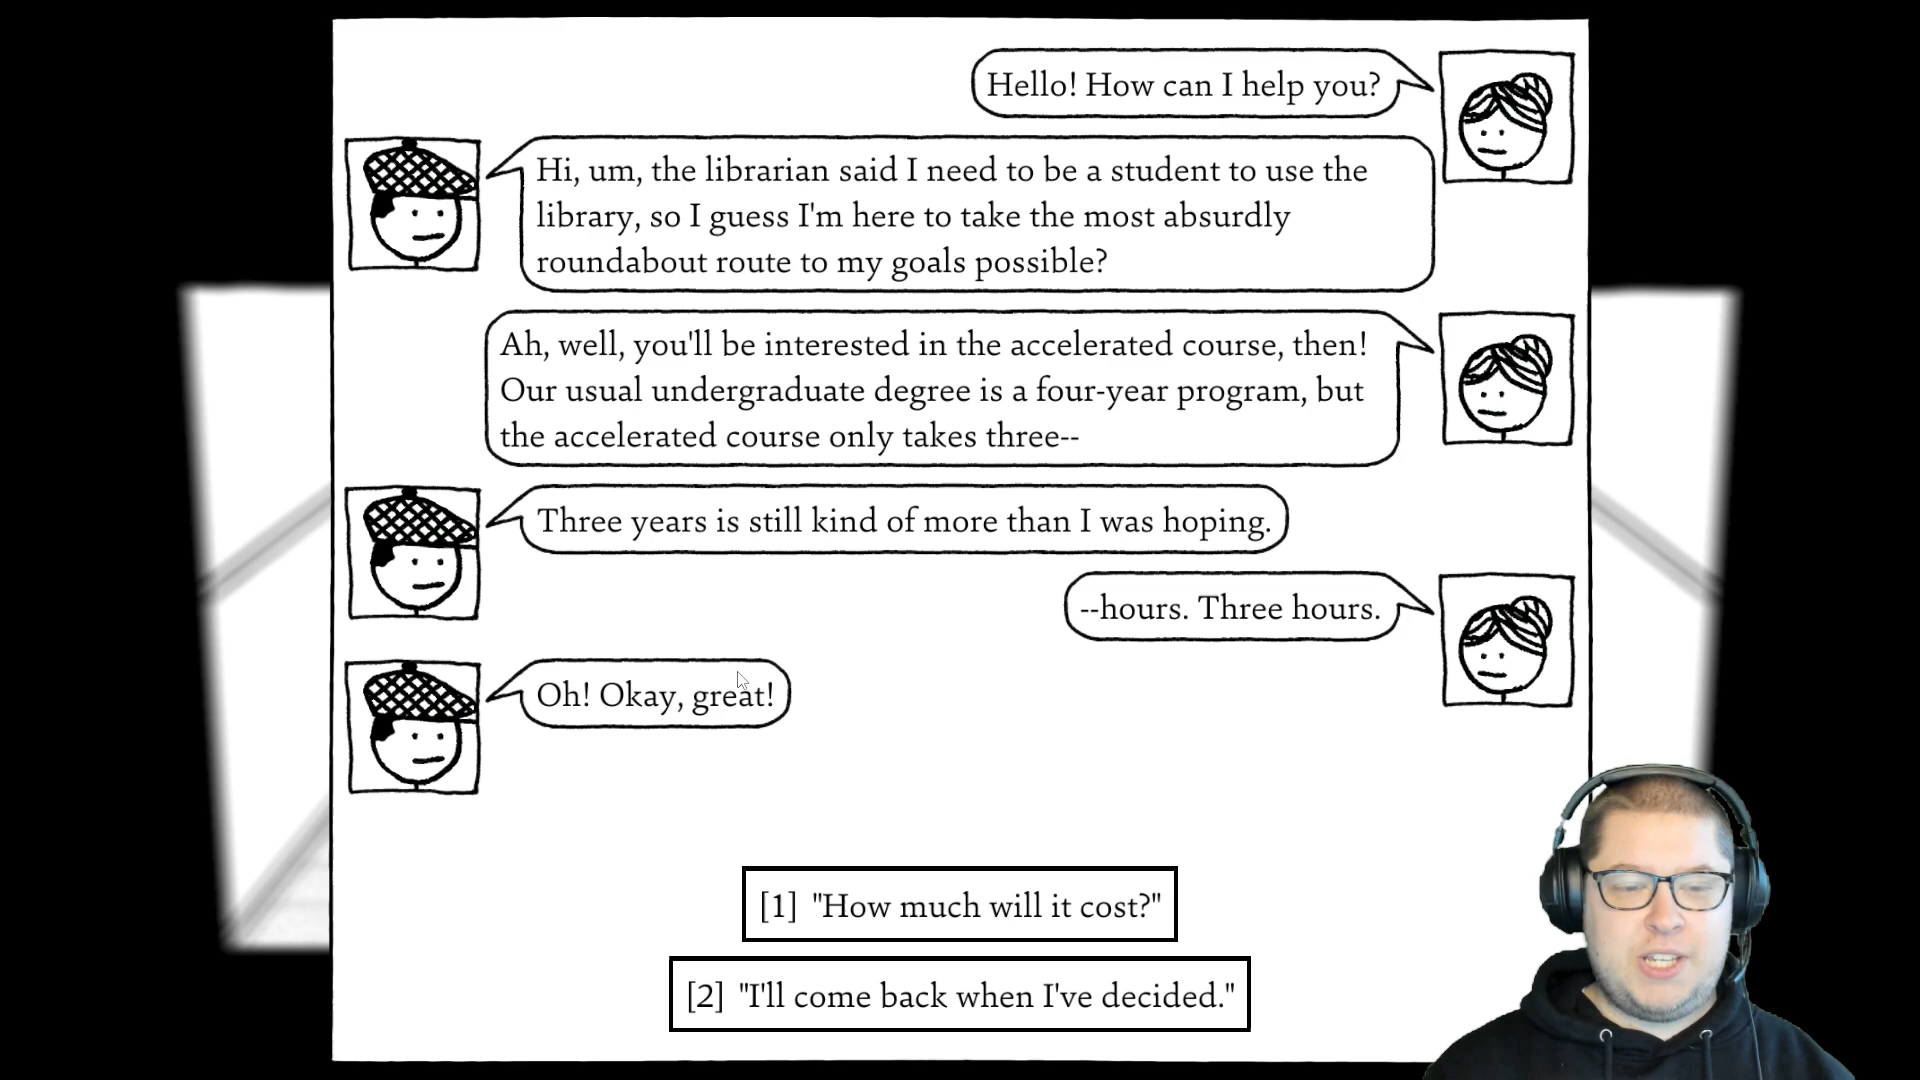 Hello! How can I help you?
Hi, um, the librarian said I need to be a student to use the
library, so I guess I'm here to take the most absurdly
roundabout route to my goals possible?
Ah, well, you'll be interested in the accelerated course, then!
Our usual undergraduate degree is a four-year program, but
the accelerated course only takes three--
Three years is still kind of more than I was hoping.
--hours. Three hours.
Oh! Okay, great!
[1] "How much will it cost?"
[2] "I'll come back when I've decided."